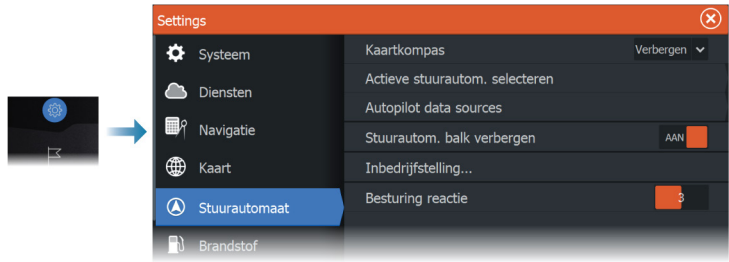 Settings
Systeem
Diensten
Navigatie
Kaart
Stuurautomaat
Brandstof
Kaartkompas Verbergen
Actieve stuurautom. selecteren
Autopilot data sources
Stuurautom. balk verbergen AAN
Inbedrijfstelling...
Besturing reactie 3